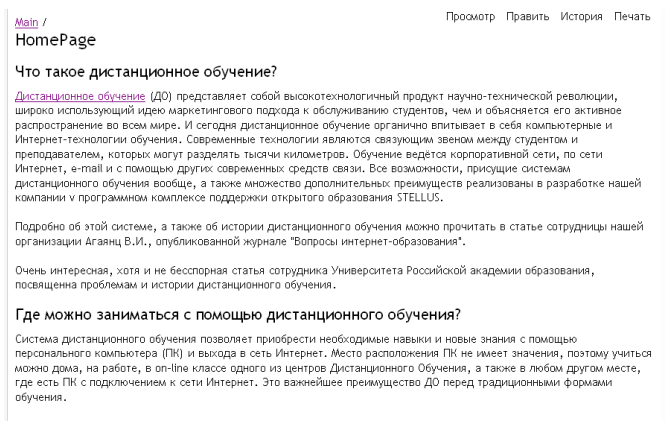 Main /
Просмотр Править История Печать
HomePage
Что такое дистанционное обучение?
Дистанционное обучение (ДО) представляет собой высокотехнологичный продукт научно-технической революции,
широко использующий идею маркетингового подхода к обслуживанию студентов, чем и объясняется его активное
распространение во всем мире. И сегодня дистанционное обучение органично впитывает в себя компьютерные и
Интернет-технологии обучения. Современные технологии являются связующим звеном между студентом и
преподавателем, которых могут разделять тысячи километров. Обучение ведётся корпоративной сети, по сети
Интернет, e-mail и с помощью других современных средств связи. Все возможности, присущие системам
дистанционного обучения вообще, а также множество дополнительных преимуществ реализованы в разработке нашей
компании v программном комплексе поддержки открытого образования STELLUS.
Подробно об этой системе, а также об истории дистанционного обучения можно прочитать в статье сотрудницы нашей
организации Агаянц В.И., опубликованной журнале "Вопросы интернет-образования".
Очень интересная, хотя и не бесспорная статья сотрудника Университета Российской академии образования,
посвященна проблемам и истории дистанционного обучения.
Где можно заниматься с помощью дистанционного обучения?
Система дистанционного обучения позволяет приобрести необходимые навыки и новые знания с помощью
персонального компьютера (ПК) и выхода в сеть Интернет. Место расположения ПК не имеет значения, поэтому учиться
можно дома, на работе, в on-line классе одного из центров Дистанционного Обучения, а также в любом другом месте,
где есть ПК с подключением к сети Интернет. Это важнейшее преимущество ДО перед традиционными формами
обучения.